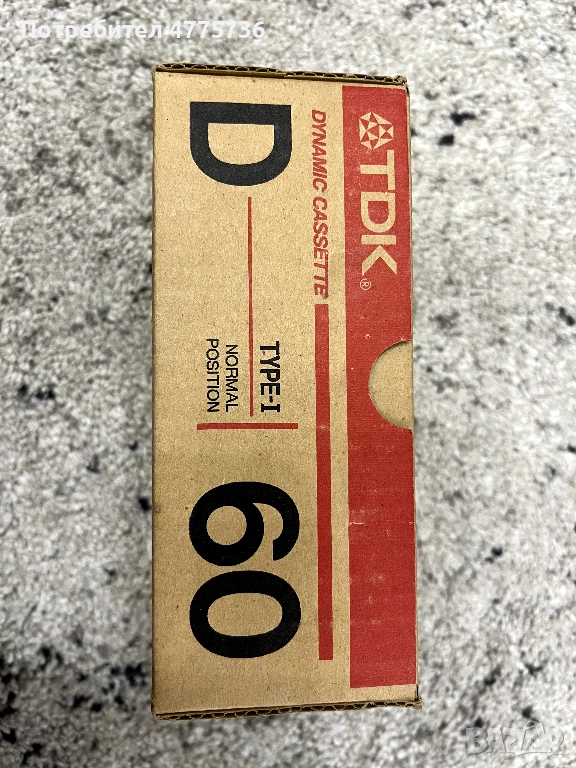 Потребител 4775736
TDK®
DYNAMIC CASSETTE
D
TYPE-I
NORMAL
POSITION
60